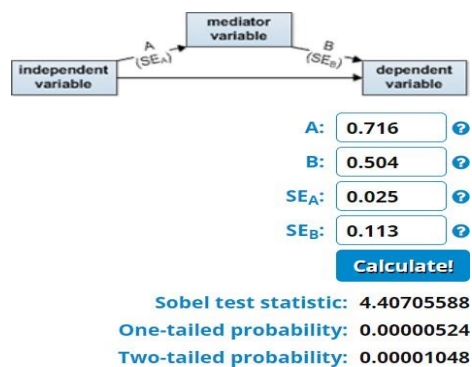 mediator
variable
A
(SEA)
B
(SEB)
independent
variable
dependent
variable
A: 0.716 ?
B: 0.504 ?
SEA: 0.025 ?
SEB: 0.113 ?
Calculate!
Sobel test statistic: 4.40705588
One-tailed probability: 0.00000524
Two-tailed probability: 0.00001048